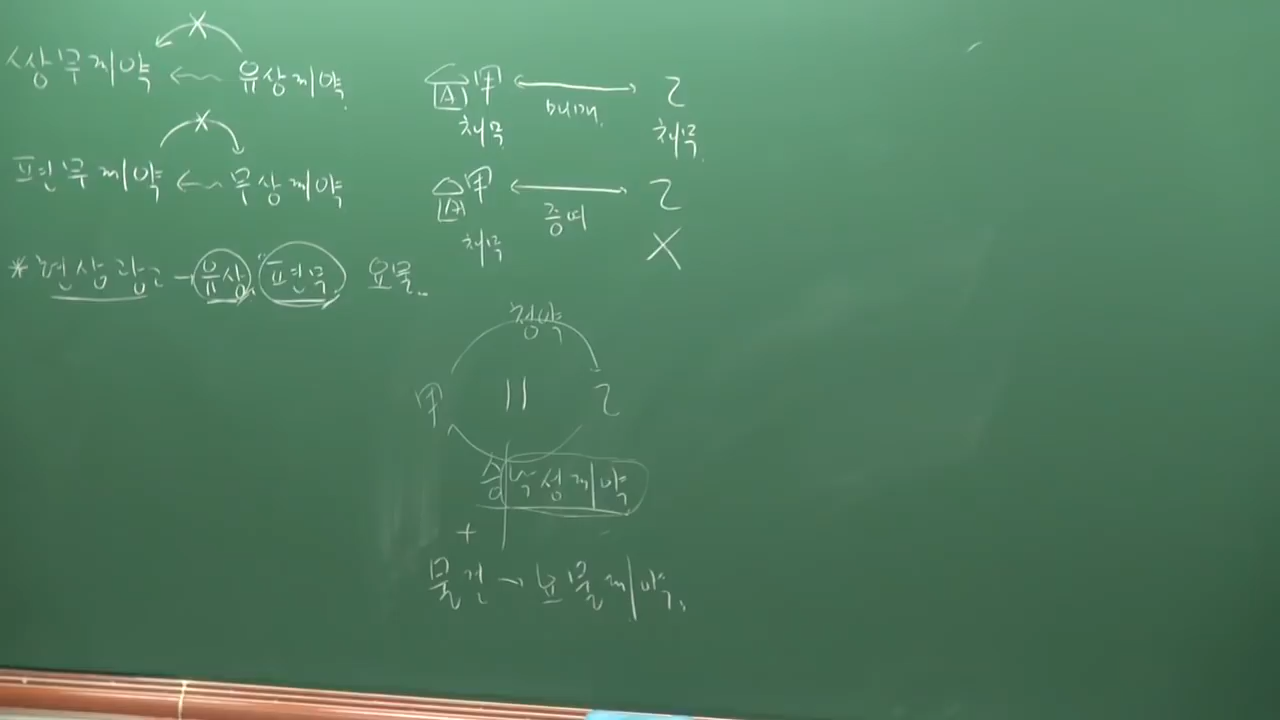 상무계약 ← 유상계약
편무계약 ← 무상계약
* 현상광고 → 유상, "편무, 요물
A 甲 ↔ 乙
매매
채무 채무
A 甲 ↔ 乙
증여
채무 X
청약
甲 || 乙
승낙성계약
+
물건 → 요물계약